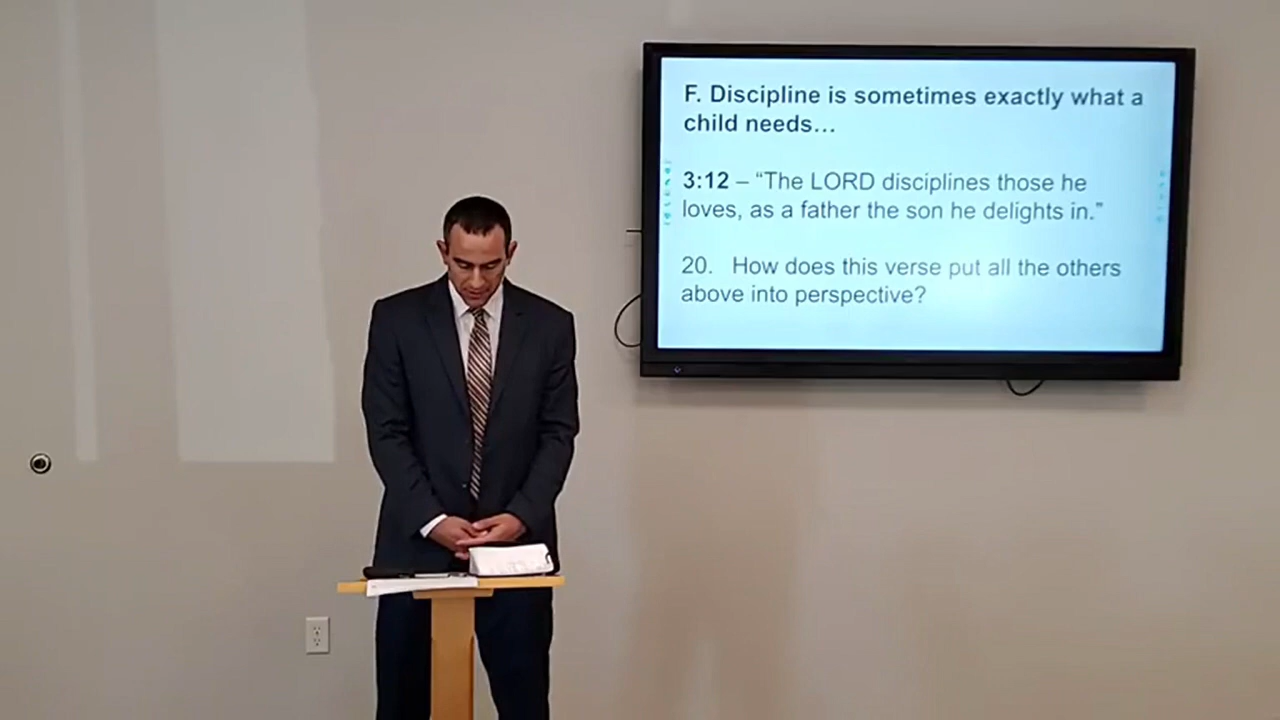 F. Discipline is sometimes exactly what a
child needs…
3:12 – “The LORD disciplines those he
loves, as a father the son he delights in.”
20. How does this verse put all the others
above into perspective?